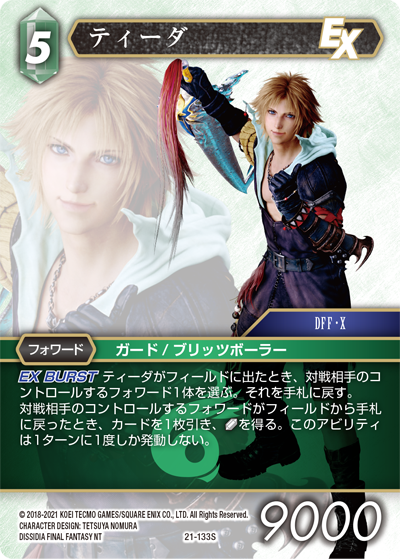 5
ティーダ
EX
DFF・X
フォワード
ガード / ブリッツボーラー
EX BURST ティーダがフィールドに出たとき、対戦相手のコ
ントロールするフォワード1体を選ぶ。それを手札に戻す。
対戦相手のコントロールするフォワードがフィールドから手札
に戻ったとき、カードを1枚引き、を得る。このアビリティ
は1ターンに1度しか発動しない。
© 2018-2021 KOEI TECMO GAMES/SQUARE ENIX CO., LTD. All Rights Reserved.
CHARACTER DESIGN: TETSUYA NOMURA
DISSIDIA FINAL FANTASY NT
21-133S
9000